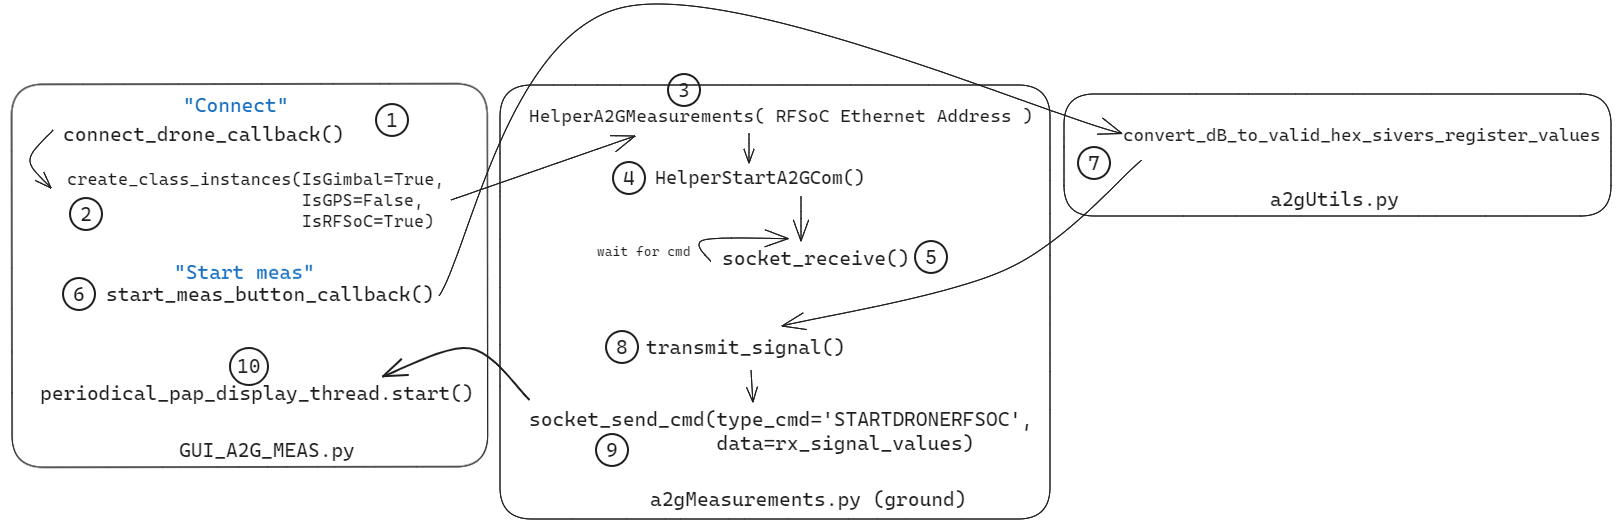 "Connect"
1
connect_drone_callback()
create_class_instances(IsGimbal=True,
IsGPS=False,
IsRFSoC=True)
2
"Start meas"
6
start_meas_button_callback()
10
periodical_pap_display_thread.start()
GUI_A2G_MEAS.py
3
HelperA2GMeasurements( RFSoC Ethernet Address )
4
HelperStartA2GCom()
wait for cmd
socket_receive()
5
8
transmit_signal()
socket_send_cmd(type_cmd='STARTDRONERFSOC',
data=rx_signal_values)
9
a2gMeasurements.py (ground)
convert_dB_to_valid_hex_sivers_register_values
7
a2gUtils.py